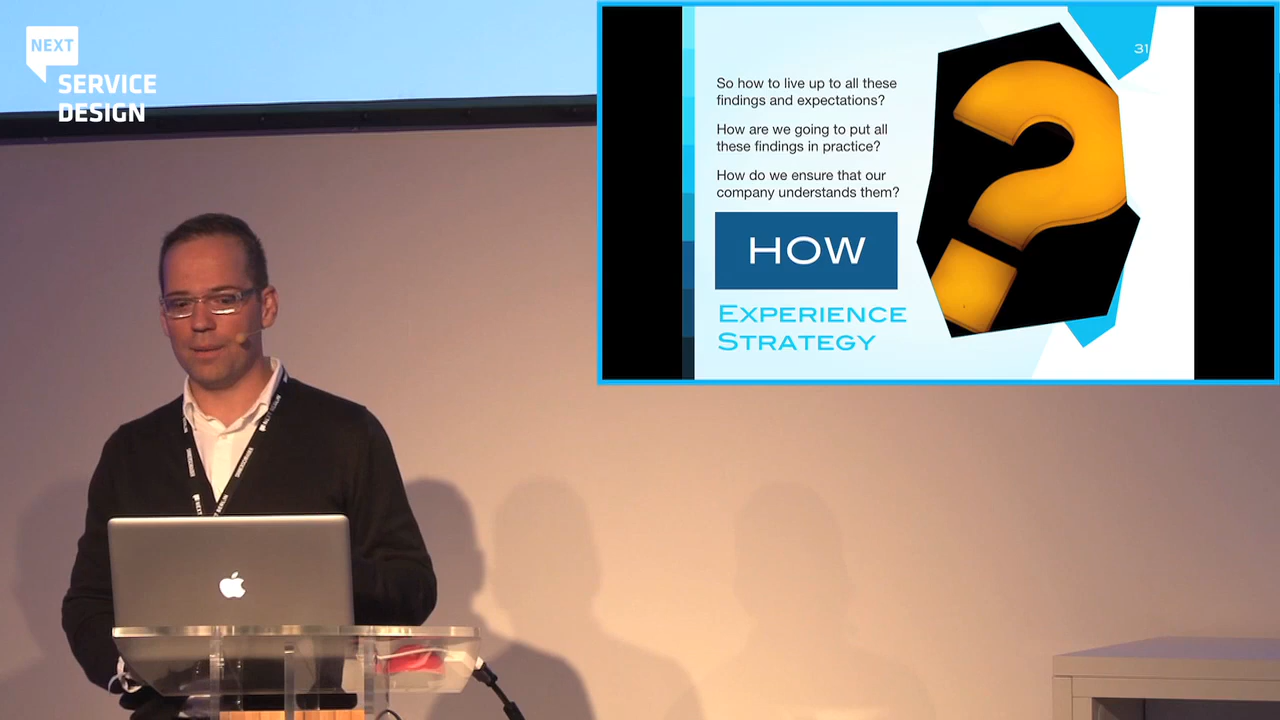 NEXT
SERVICE
DESIGN
31
So how to live up to all these
findings and expectations?
How are we going to put all
these findings in practice?
How do we ensure that our
company understands them?
HOW
EXPERIENCE
STRATEGY